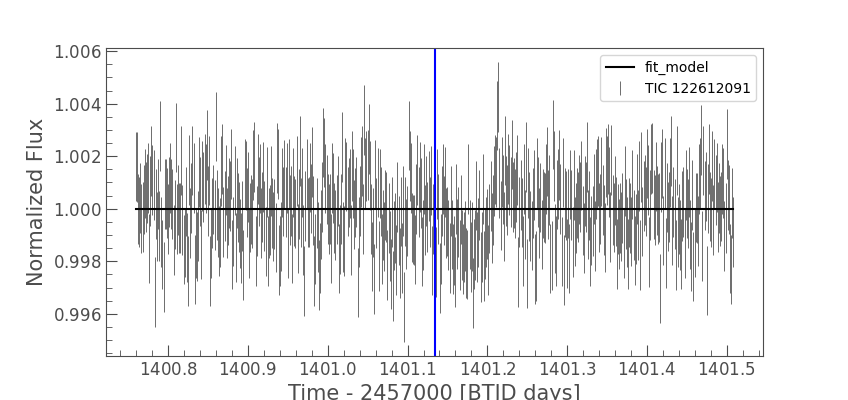 1.006
1.004
1.002
1.000
0.998
0.996
Normalized Flux
fit_model
TIC 122612091
1400.8 1400.9 1401.0 1401.1 1401.2 1401.3 1401.4 1401.5
Time - 2457000 [BTJD days]